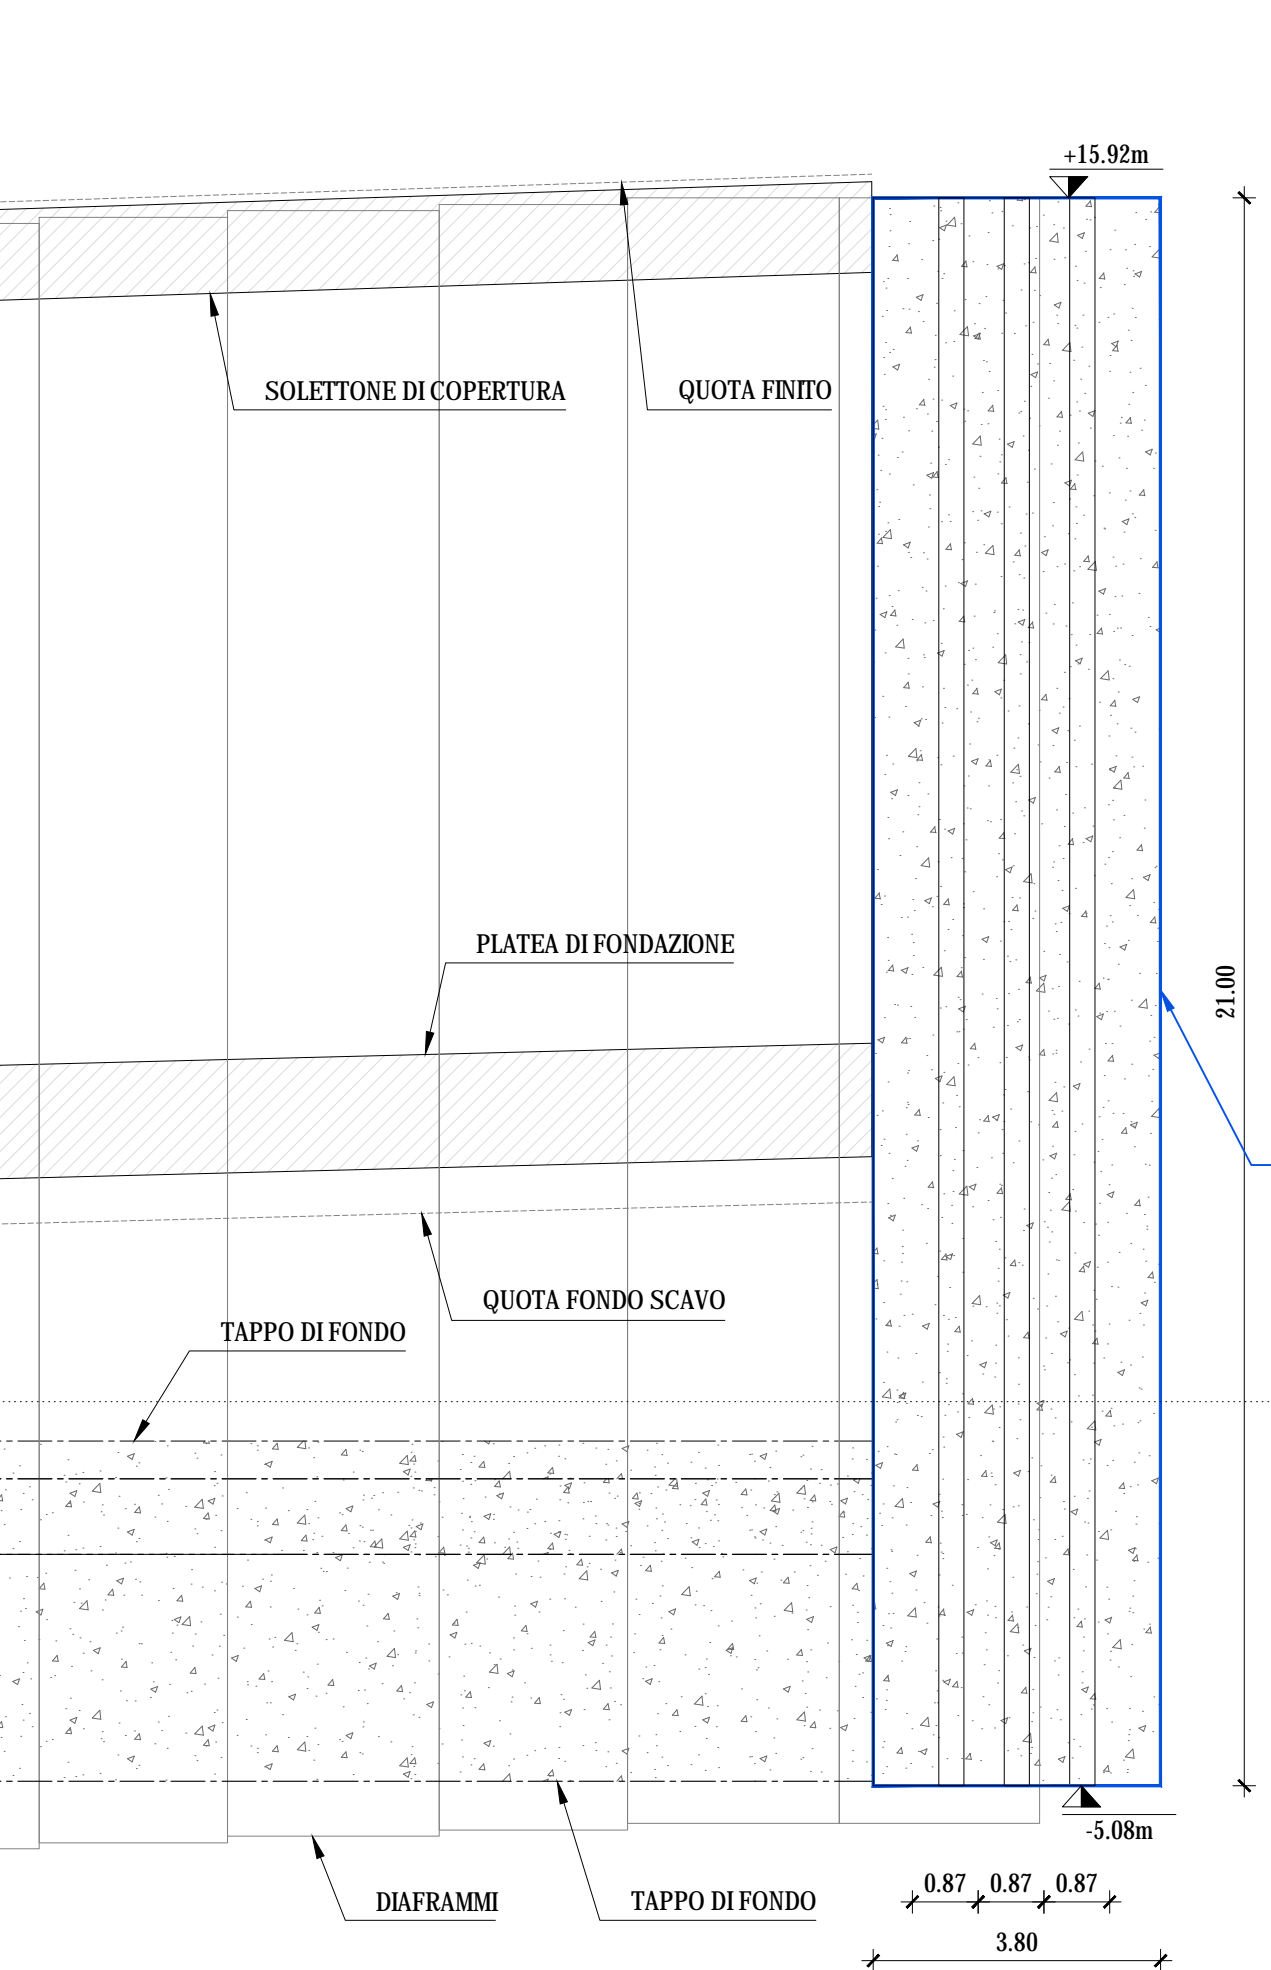 +15.92m
SOLETTONE DI COPERTURA
QUOTA FINITO
PLATEA DI FONDAZIONE
21.00
QUOTA FONDO SCAVO
TAPPO DI FONDO
-5.08m
0.87 0.87 0.87
DIAFRAMMI
TAPPO DI FONDO
3.80